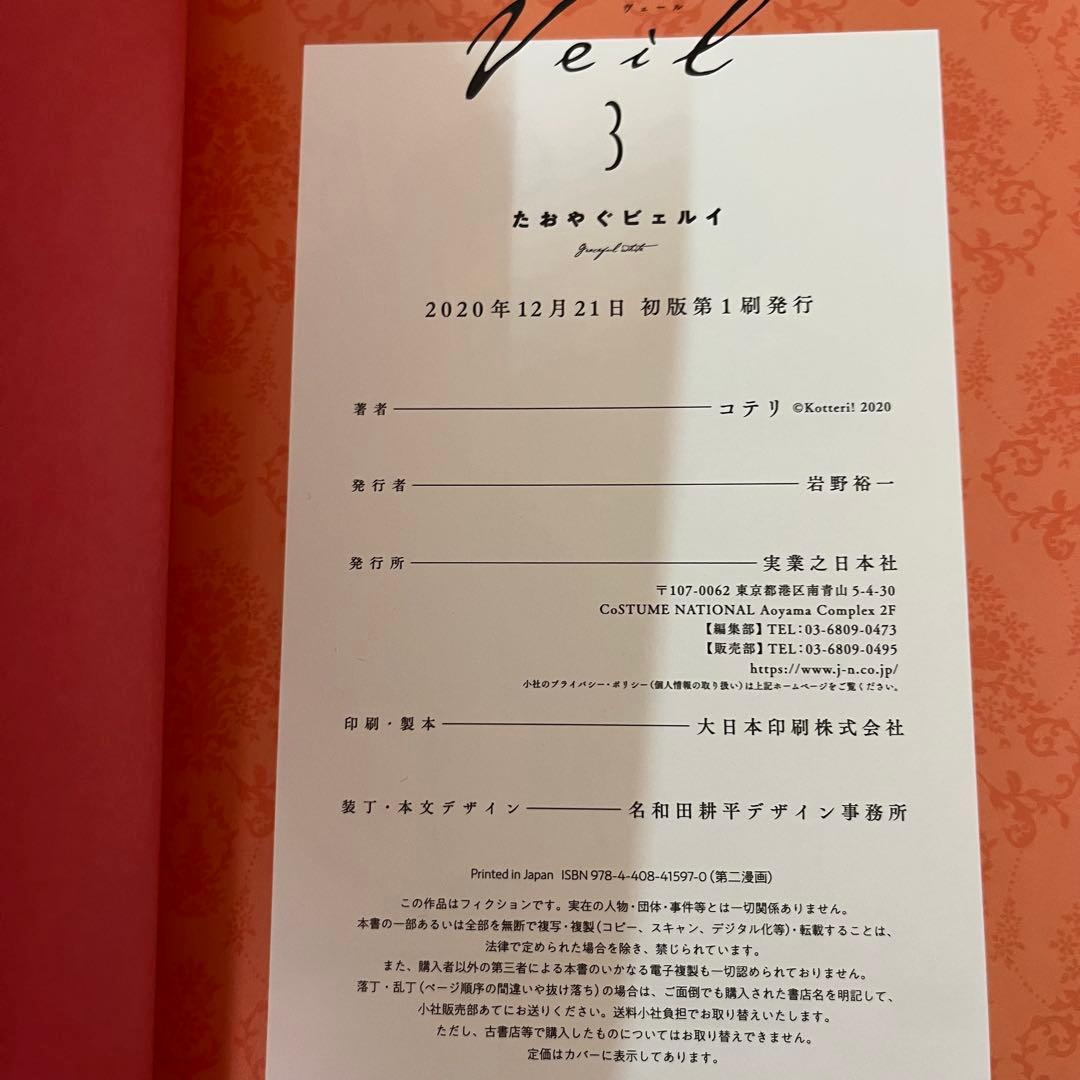 ヴェール
Veil
3
たおやぐビェルイ
graceful white
2020年12月21日 初版第1刷発行
著者 コテリ ©Kotteri! 2020
発行者 岩野裕一
発行所 実業之日本社
〒107-0062 東京都港区南青山 5-4-30
CoSTUME NATIONAL Aoyama Complex 2F
【編集部】TEL:03-6809-0473
【販売部】TEL:03-6809-0495
https://www.j-n.co.jp/
小社のプライバシー・ポリシー(個人情報の取り扱い)は上記ホームページをご覧ください。
印刷・製本 大日本印刷株式会社
装丁・本文デザイン 名和田耕平デザイン事務所
Printed in Japan ISBN 978-4-408-41597-0(第二漫画)
この作品はフィクションです。実在の人物・団体・事件等とは一切関係ありません。
本書の一部あるいは全部を無断で複写・複製(コピー、スキャン、デジタル化等)・転載することは、
法律で定められた場合を除き、禁じられています。
また、購入者以外の第三者による本書のいかなる電子複製も一切認められておりません。
落丁・乱丁(ページ順序の間違いや抜け落ち)の場合は、ご面倒でも購入された書店名を明記して、
小社販売部あてにお送りください。送料小社負担でお取り替えいたします。
ただし、古書店等で購入したものについてはお取り替えできません。
定価はカバーに表示してあります。